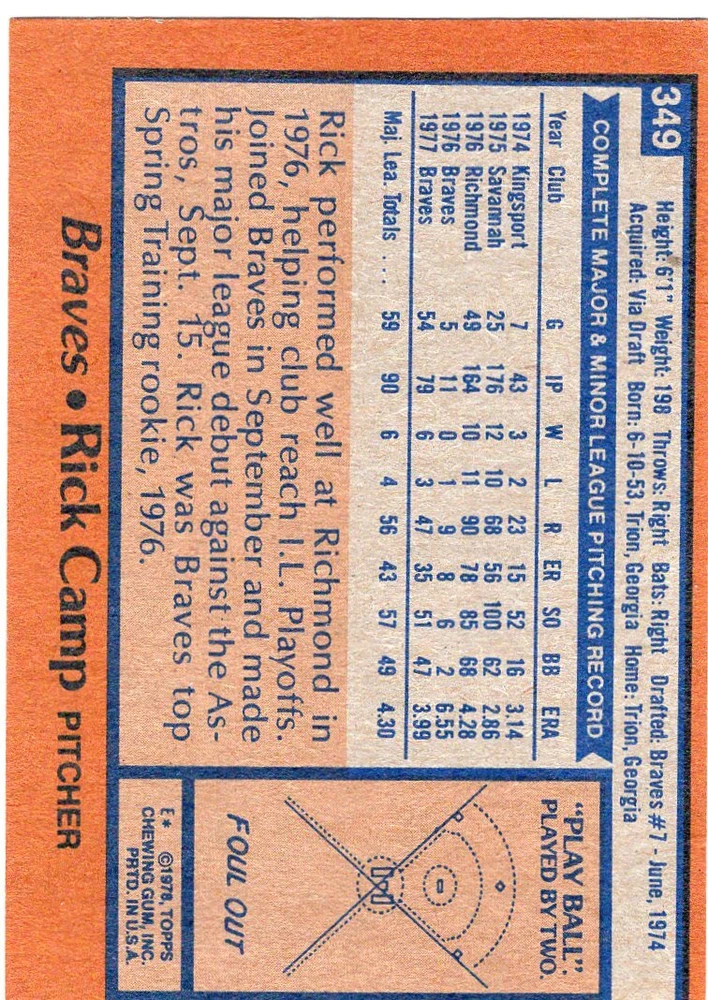 349
Height: 6'1" Weight: 198 Throws: Right Bats: Right Drafted: Braves #7 - June, 1974
Acquired: Via Draft Born: 6-10-53, Trion, Georgia Home: Trion, Georgia
COMPLETE MAJOR & MINOR LEAGUE PITCHING RECORD
Year Club G IP W L R ER SO BB ERA
1974 Kingsport 7 43 3 2 23 15 52 16 3.14
1975 Savannah 25 176 12 10 68 56 100 62 2.86
1976 Richmond 49 164 10 11 90 78 85 68 4.28
1976 Braves 5 11 0 1 9 8 6 2 6.55
1977 Braves 54 79 6 3 47 35 51 47 3.99
Maj. Lea. Totals .... 59 90 6 4 56 43 57 49 4.30
Rick performed well at Richmond in
1976, helping club reach I.L. Playoffs.
Joined Braves in September and made
his major league debut against the As-
tros, Sept. 15. Rick was Braves top
Spring Training rookie, 1976.
"PLAY BALL".
PLAYED BY TWO.
FOUL OUT
E* ©1978, TOPPS
CHEWING GUM, INC.
PRTD. IN U.S.A.
Braves • Rick Camp PITCHER